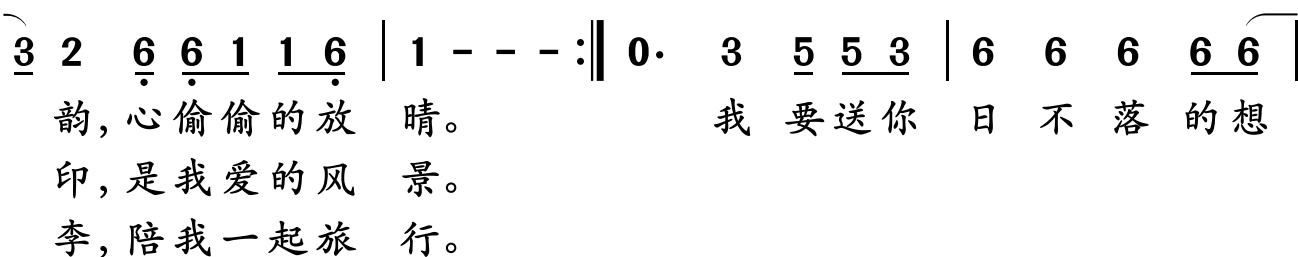 3 2 6 6 1 1 6 | 1 - - - :‖ 0· 3 5 5 3 | 6 6 6 6 6 |
韵，心偷偷的放 晴。 我 要送你 日 不 落 的想
印，是我爱的风 景。
李，陪我一起旅 行。